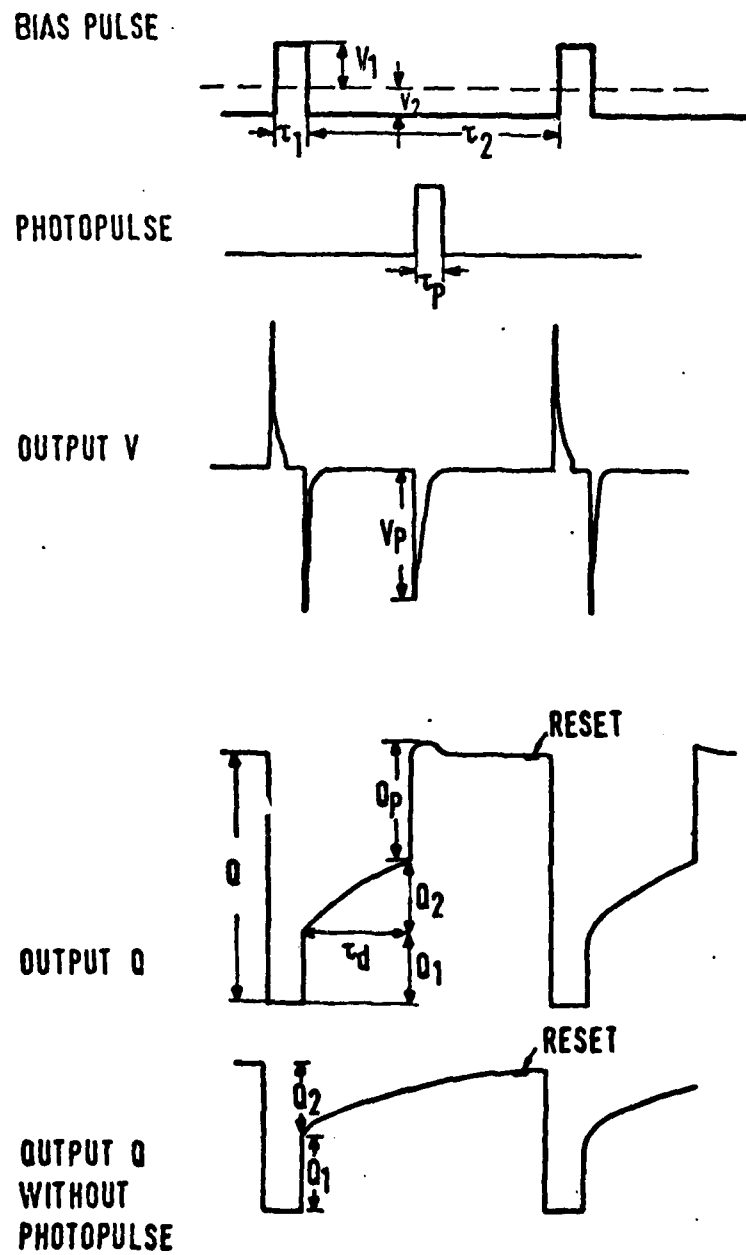 BIAS PULSE
V1
V2
τ1
τ2
PHOTOPULSE
τp
OUTPUT V
Vp
RESET
Qp
Q
Q2
τd
Q1
OUTPUT Q
RESET
Q2
Q1
OUTPUT Q
WITHOUT
PHOTOPULSE